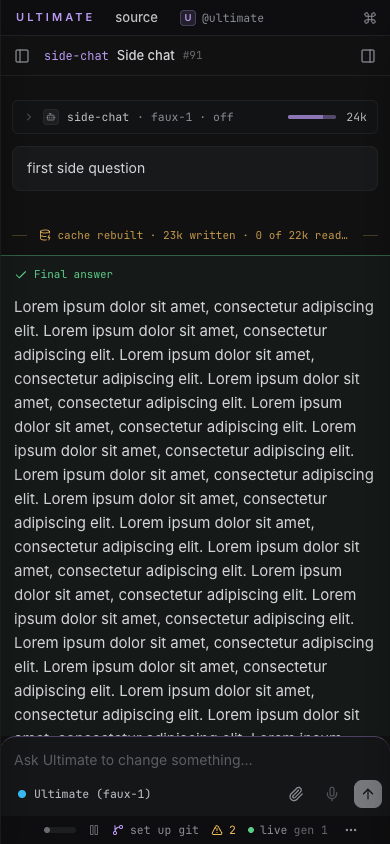 ULTIMATE source U @ultimate ⌘
side-chat Side chat #91
side-chat · faux-1 · off 24k
first side question
cache rebuilt · 23k written · 0 of 22k read…
Final answer
Lorem ipsum dolor sit amet, consectetur adipiscing
elit. Lorem ipsum dolor sit amet, consectetur
adipiscing elit. Lorem ipsum dolor sit amet,
consectetur adipiscing elit. Lorem ipsum dolor sit
amet, consectetur adipiscing elit. Lorem ipsum
dolor sit amet, consectetur adipiscing elit. Lorem
ipsum dolor sit amet, consectetur adipiscing elit.
Lorem ipsum dolor sit amet, consectetur adipiscing
elit. Lorem ipsum dolor sit amet, consectetur
adipiscing elit. Lorem ipsum dolor sit amet,
consectetur adipiscing elit. Lorem ipsum dolor sit
amet, consectetur adipiscing elit. Lorem ipsum
dolor sit amet, consectetur adipiscing elit. Lorem
ipsum dolor sit amet, consectetur adipiscing elit.
Lorem ipsum dolor sit amet, consectetur adipiscing
elit. Lorem ipsum dolor sit amet, consectetur
adipiscing elit. Lorem ipsum dolor sit amet,
consectetur adipiscing elit. Lorem ipsum dolor sit
Ask Ultimate to change something...
Ultimate (faux-1)
set up git 2 live gen 1